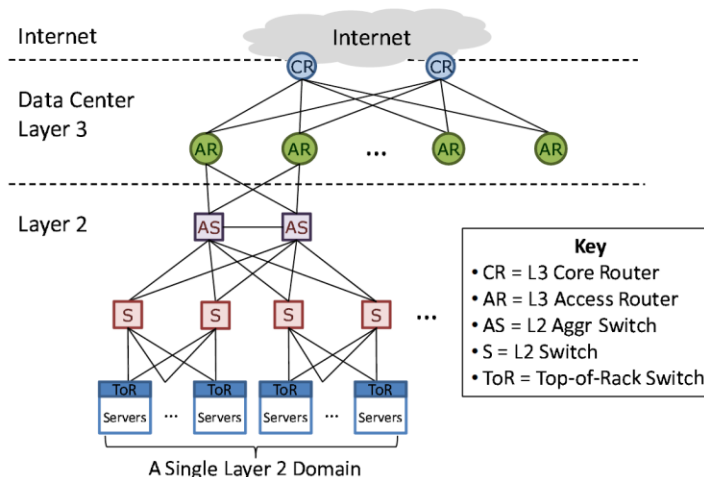 Internet
Internet
CR
CR
Data Center
Layer 3
AR
AR
...
AR
AR
Layer 2
AS
AS
Key
• CR = L3 Core Router
• AR = L3 Access Router
• AS = L2 Aggr Switch
• S = L2 Switch
• ToR = Top-of-Rack Switch
S
S
S
S
...
ToR
ToR
ToR
ToR
Servers
...
Servers
Servers
...
Servers
A Single Layer 2 Domain